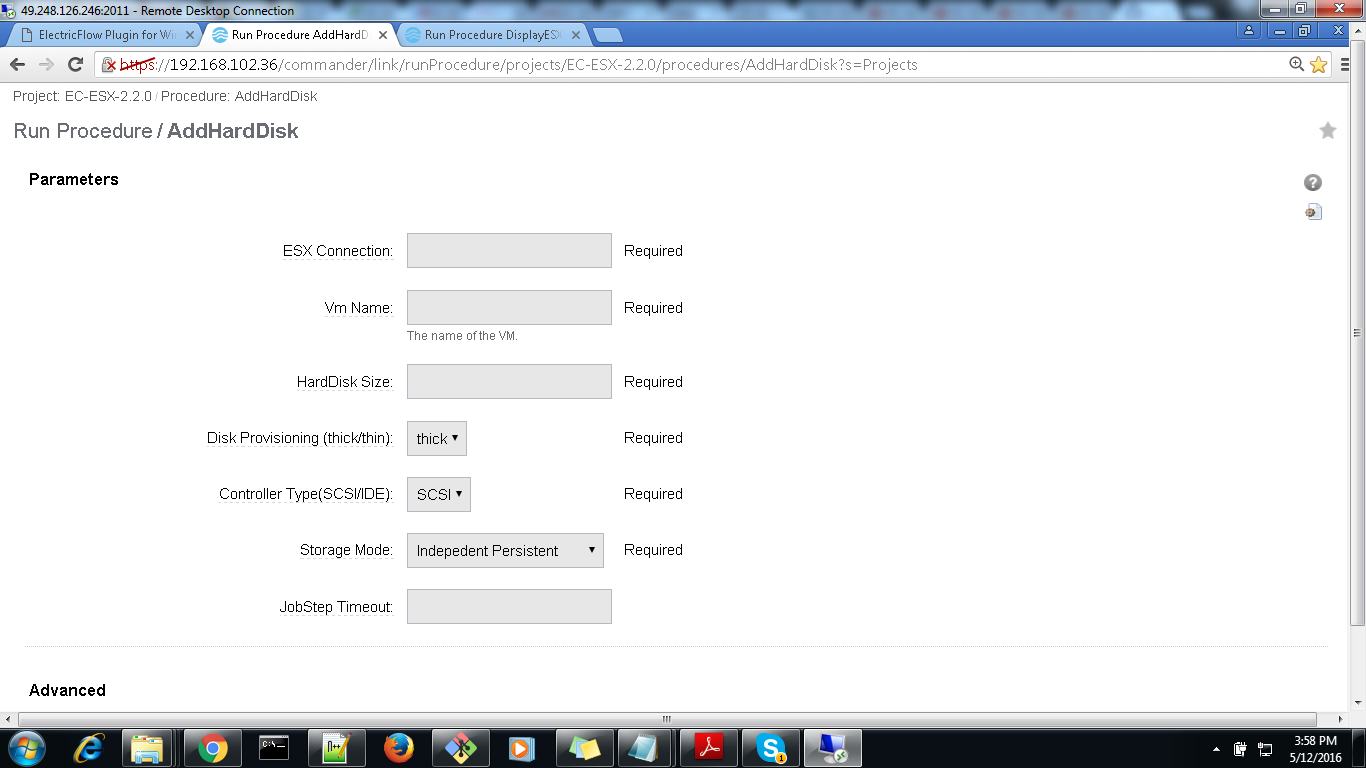 49.248.126.246:2011 - Remote Desktop Connection
ElectricFlow Plugin for Wi
Run Procedure AddHardD
Run Procedure DisplayESX
https://192.168.102.36/commander/link/runProcedure/projects/EC-ESX-2.2.0/procedures/AddHardDisk?s=Projects
Project: EC-ESX-2.2.0 / Procedure: AddHardDisk
Run Procedure / AddHardDisk
Parameters
ESX Connection: Required
Vm Name: Required
The name of the VM.
HardDisk Size: Required
Disk Provisioning (thick/thin): thick Required
Controller Type(SCSI/IDE): SCSI Required
Storage Mode: Indepedent Persistent Required
JobStep Timeout:
Advanced
3:58 PM
5/12/2016